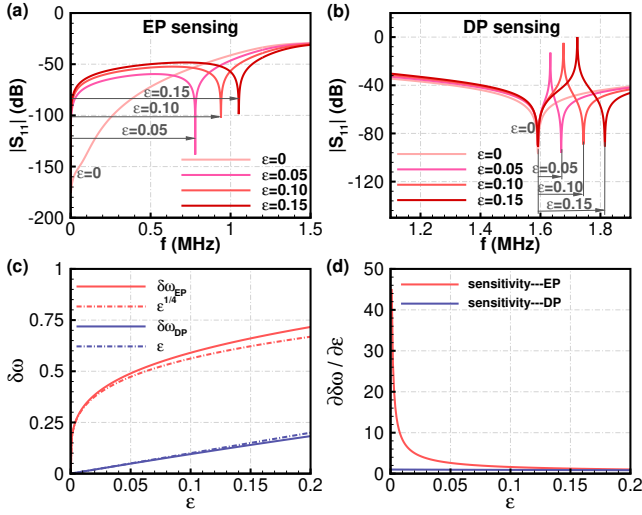 (a) EP sensing
|S11| (dB)
0
-50
-100
-150
-200
ε=0.15
ε=0.10
ε=0.05
ε=0
ε=0
ε=0.05
ε=0.10
ε=0.15
0 0.5 1 1.5
f (MHz)
(b) DP sensing
|S11| (dB)
0
-40
-80
-120
ε=0
ε=0.05
ε=0.10
ε=0.15
ε=0
ε=0.05
ε=0.10
ε=0.15
1.2 1.4 1.6 1.8
f (MHz)
(c)
δω
1
0.75
0.5
0.25
0
δωEP
ε1/4
δωDP
ε
0 0.05 0.1 0.15 0.2
ε
(d)
∂δω / ∂ε
50
40
30
20
10
0
sensitivity---EP
sensitivity---DP
0 0.05 0.1 0.15 0.2
ε